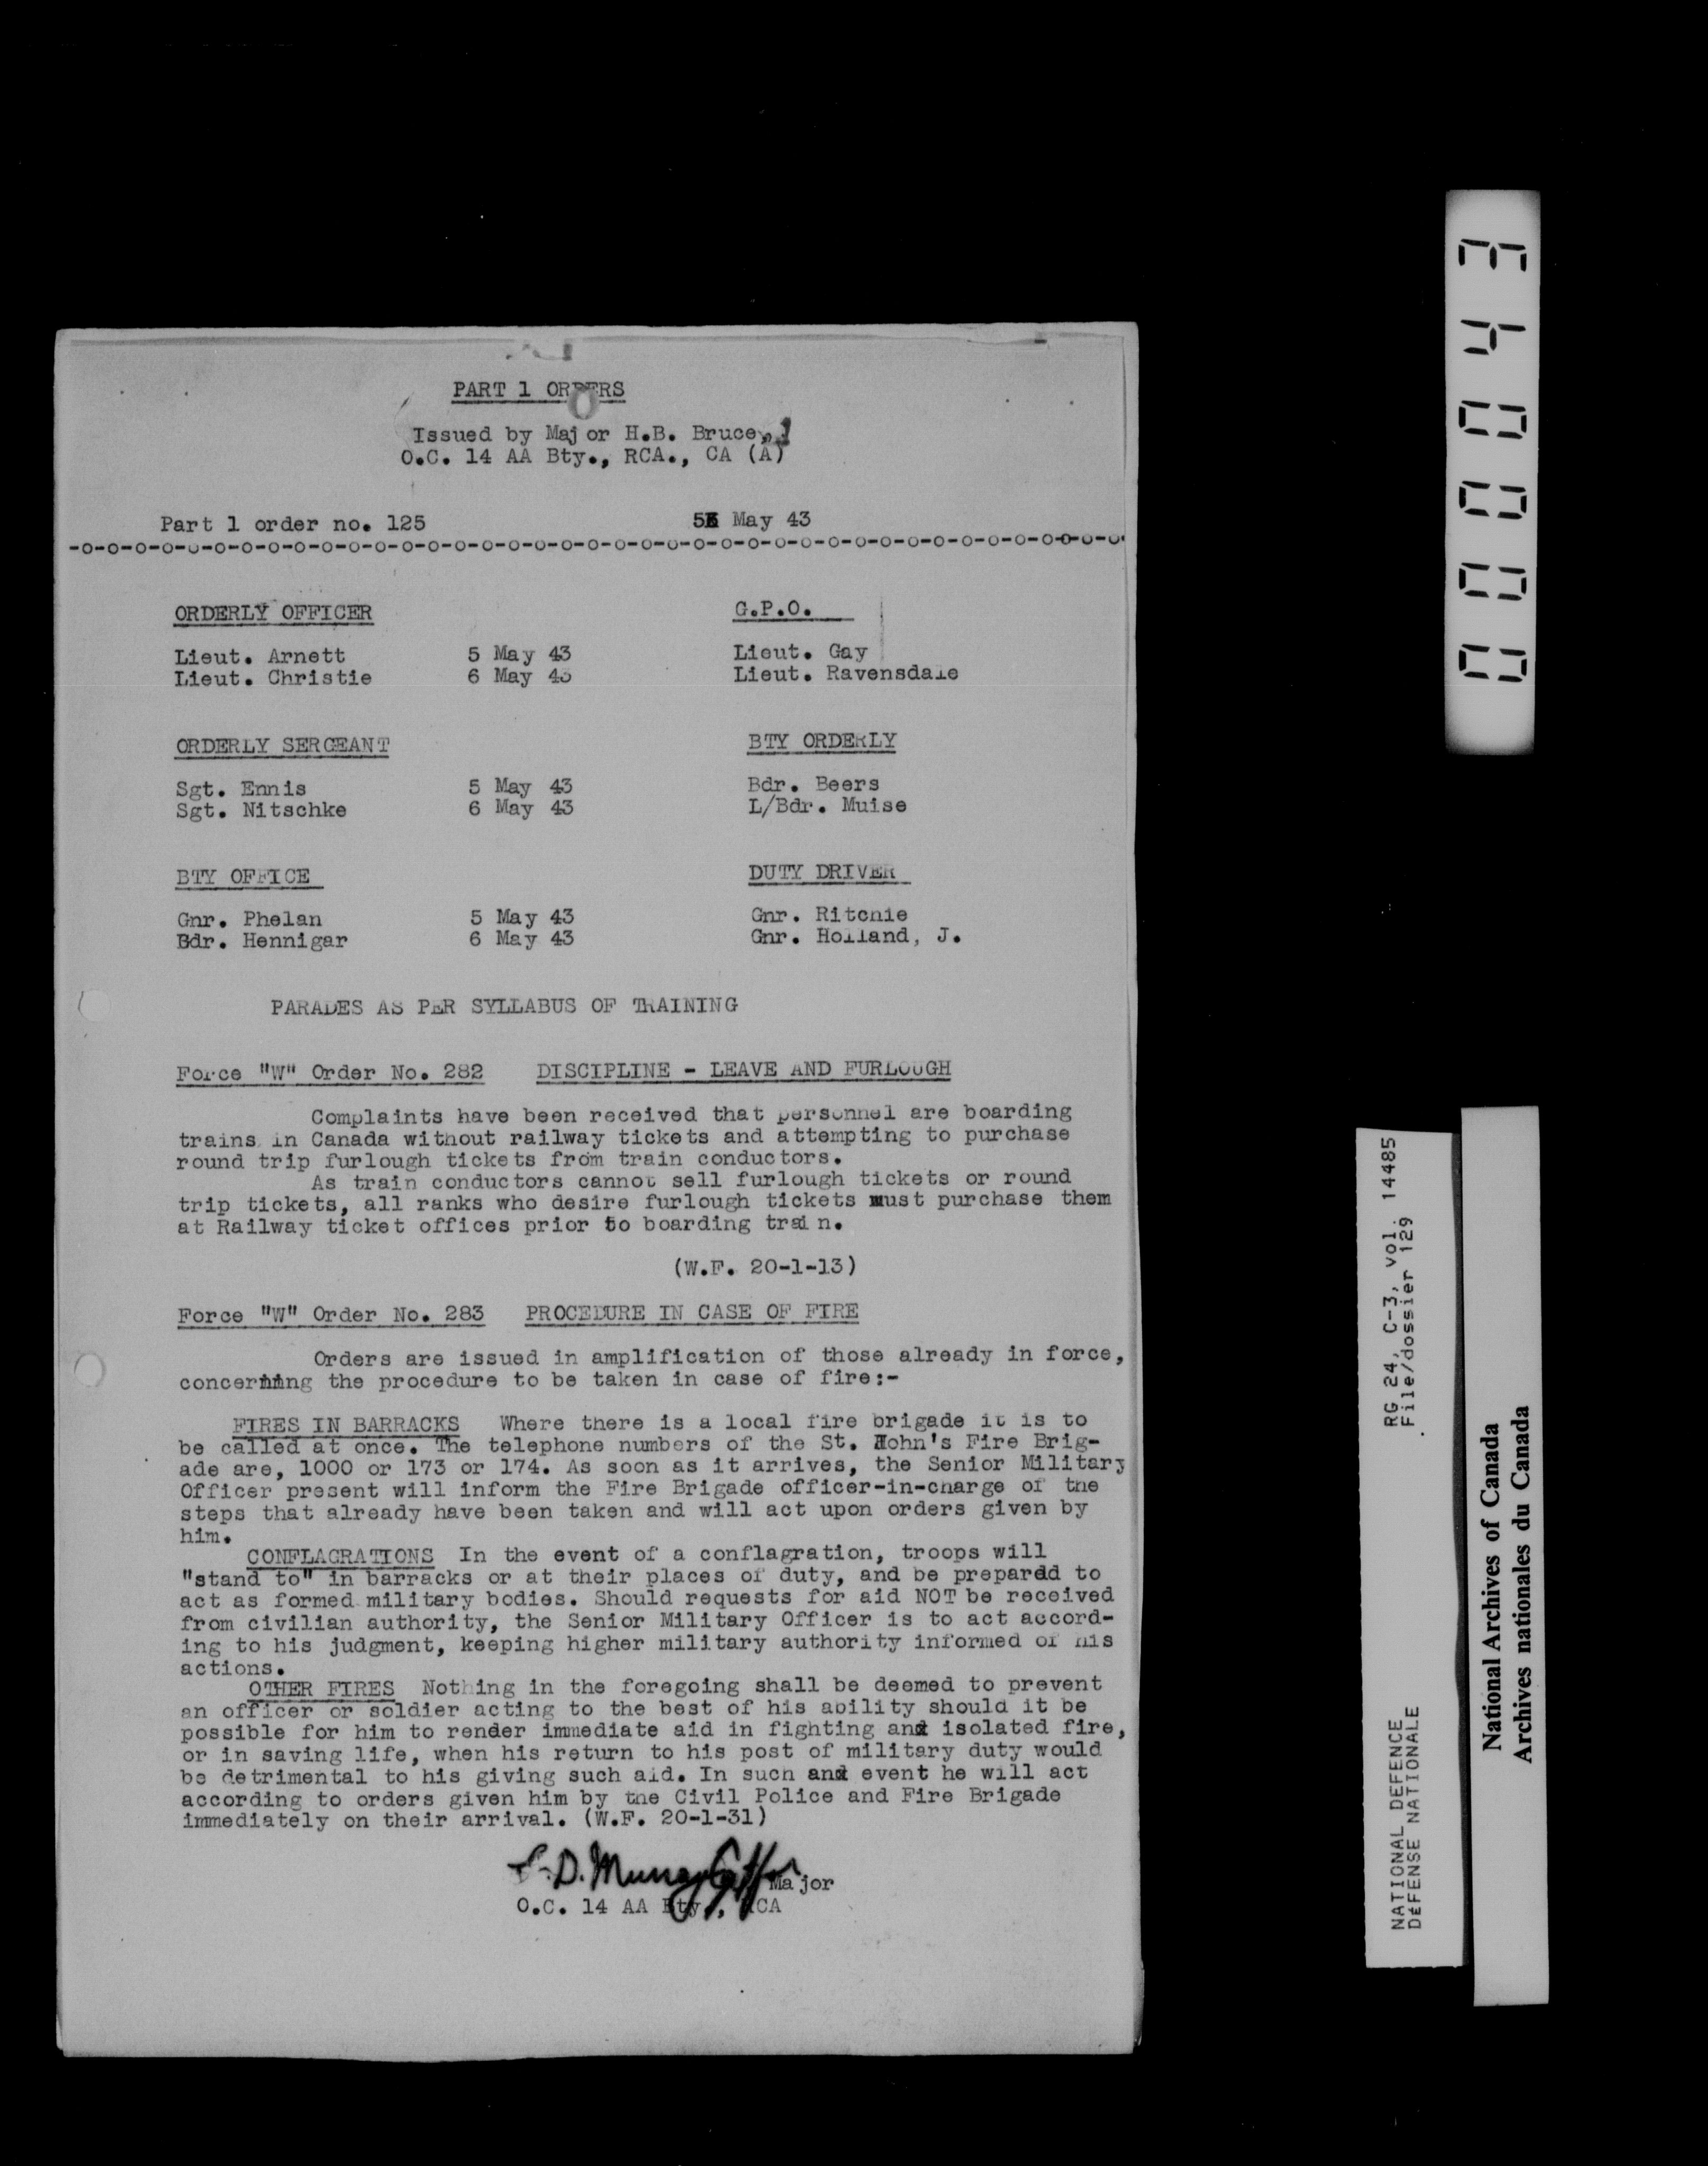 PART 1 ORDERS
Issued by Major H.B. Bruce,
O.C. 14 AA Bty., RCA., CA (A)
Part 1 order no. 125 5 May 43
-o-o-o-o-o-o-o-o-o-o-o-o-o-o-o-o-o-o-o-o-o-o-o-o-o-o-o-o-o-o-o-o-o-o-o-o-o-o-o-o
ORDERLY OFFICER G.P.O.
Lieut. Arnett 5 May 43 Lieut. Gay
Lieut. Christie 6 May 43 Lieut. Ravensdale
ORDERLY SERGEANT BTY ORDERLY
Sgt. Ennis 5 May 43 Bdr. Beers
Sgt. Nitschke 6 May 43 L/Bdr. Muise
BTY OFFICE DUTY DRIVER
Gnr. Phelan 5 May 43 Gnr. Ritchie
Bdr. Hennigar 6 May 43 Gnr. Holland, J.
PARADES AS PER SYLLABUS OF TRAINING
Force "W" Order No. 282 DISCIPLINE - LEAVE AND FURLOUGH
Complaints have been received that personnel are boarding
trains in Canada without railway tickets and attempting to purchase
round trip furlough tickets from train conductors.
As train conductors cannot sell furlough tickets or round
trip tickets, all ranks who desire furlough tickets must purchase them
at Railway ticket offices prior to boarding train.
(W.F. 20-1-13)
Force "W" Order No. 283 PROCEDURE IN CASE OF FIRE
Orders are issued in amplification of those already in force,
concerning the procedure to be taken in case of fire:-
FIRES IN BARRACKS Where there is a local fire brigade it is to
be called at once. The telephone numbers of the St. John's Fire Brig-
ade are, 1000 or 173 or 174. As soon as it arrives, the Senior Military
Officer present will inform the Fire Brigade officer-in-charge of the
steps that already have been taken and will act upon orders given by
him.
CONFLAGRATIONS In the event of a conflagration, troops will
"stand to" in barracks or at their places of duty, and be prepared to
act as formed military bodies. Should requests for aid NOT be received
from civilian authority, the Senior Military Officer is to act accord-
ing to his judgment, keeping higher military authority informed of his
actions.
OTHER FIRES Nothing in the foregoing shall be deemed to prevent
an officer or soldier acting to the best of his ability should it be
possible for him to render immediate aid in fighting an isolated fire,
or in saving life, when his return to his post of military duty would
be detrimental to his giving such aid. In such an event he will act
according to orders given him by the Civil Police and Fire Brigade
immediately on their arrival. (W.F. 20-1-31)
D. Murray Capt for Major
O.C. 14 AA Bty., RCA
000043
RG 24, C-3, vol. 14485
File/dossier 129
NATIONAL DEFENCE
DÉFENSE NATIONALE
National Archives of Canada
Archives nationales du Canada